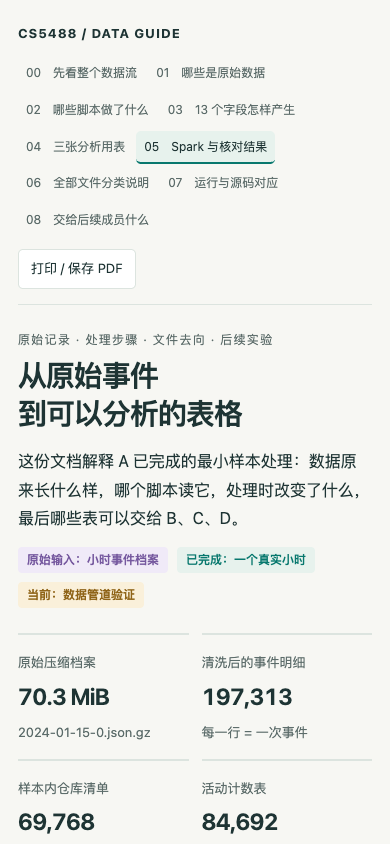 CS5488 / DATA GUIDE
00 先看整个数据流 01 哪些是原始数据
02 哪些脚本做了什么 03 13 个字段怎样产生
04 三张分析用表 05 Spark 与核对结果
06 全部文件分类说明 07 运行与源码对应
08 交给后续成员什么
打印 / 保存 PDF
原始记录 · 处理步骤 · 文件去向 · 后续实验
从原始事件
到可以分析的表格
这份文档解释 A 已完成的最小样本处理：数据原
来长什么样，哪个脚本读它，处理时改变了什么，
最后哪些表可以交给 B、C、D。
原始输入：小时事件档案 已完成：一个真实小时
当前：数据管道验证
原始压缩档案
70.3 MiB
2024-01-15-0.json.gz
清洗后的事件明细
197,313
每一行 = 一次事件
样本内仓库清单
69,768
活动计数表
84,692